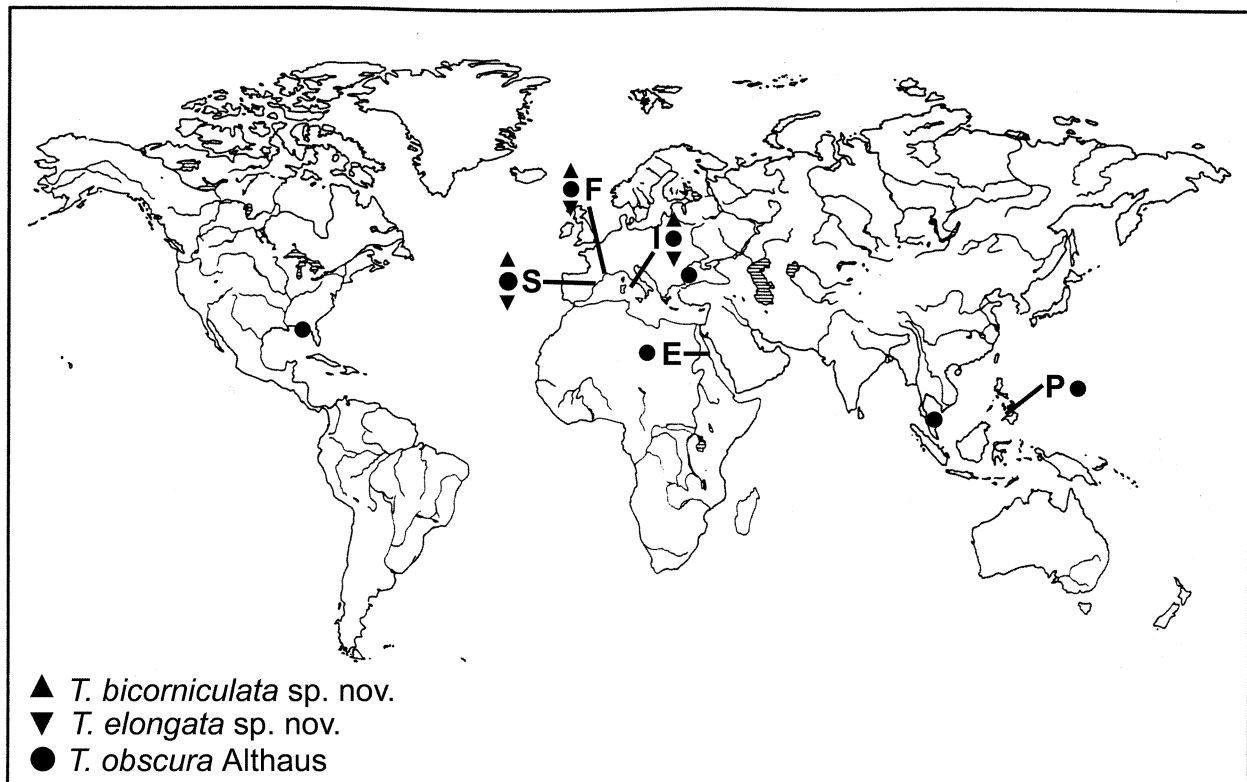 F
I
S
E
P
T. bicorniculata sp. nov.
T. elongata sp. nov.
T. obscura Althaus